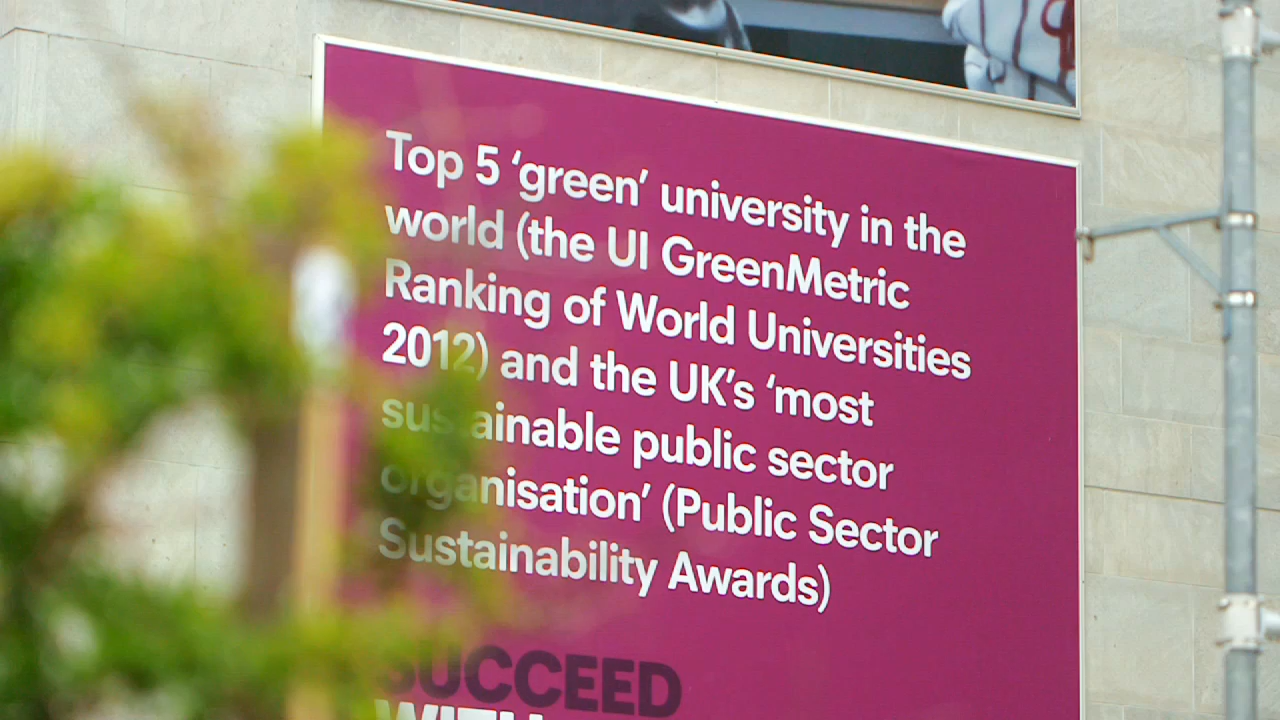 Top 5 ‘green’ university in the
world (the UI GreenMetric
Ranking of World Universities
2012) and the UK’s ‘most
sustainable public sector
organisation’ (Public Sector
Sustainability Awards)
SUCCEED
WITH